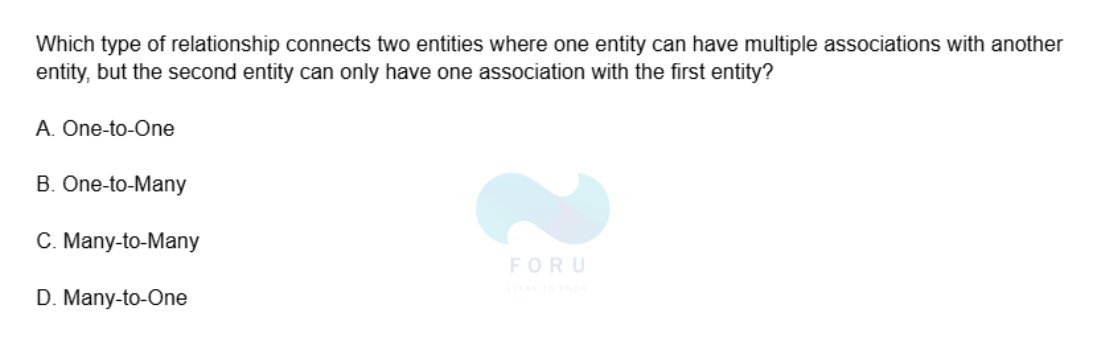 Which type of relationship connects two entities where one entity can have multiple associations with another
entity, but the second entity can only have one association with the first entity?
A. One-to-One
B. One-to-Many
C. Many-to-Many
D. Many-to-One
FORU